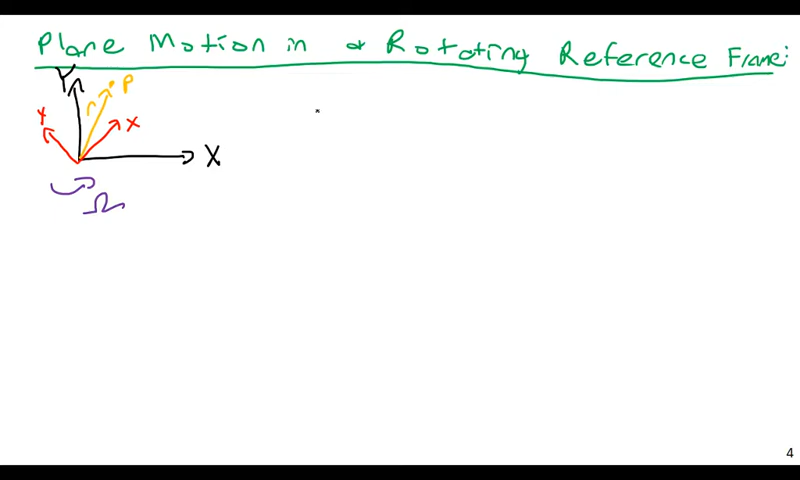 Plane Motion in a Rotating Reference Frame:
Y
P
r
y
x
X
Ω
4